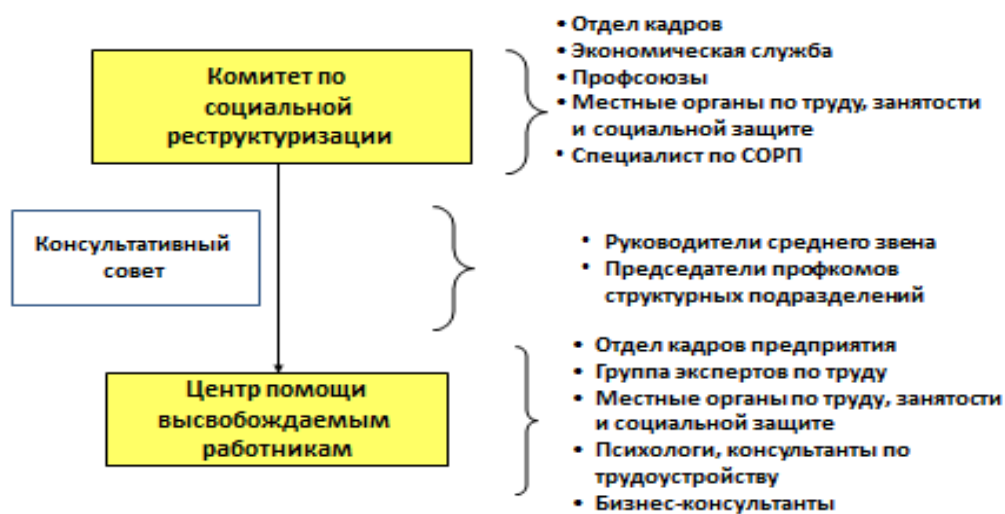 Комитет по
социальной
реструктуризации
• Отдел кадров
• Экономическая служба
• Профсоюзы
• Местные органы по труду, занятости
и социальной защите
• Специалист по СОРП
Консультативный
совет
• Руководители среднего звена
• Председатели профкомов
структурных подразделений
Центр помощи
высвобождаемым
работникам
• Отдел кадров предприятия
• Группа экспертов по труду
• Местные органы по труду, занятости
и социальной защите
• Психологи, консультанты по
трудоустройству
• Бизнес-консультанты